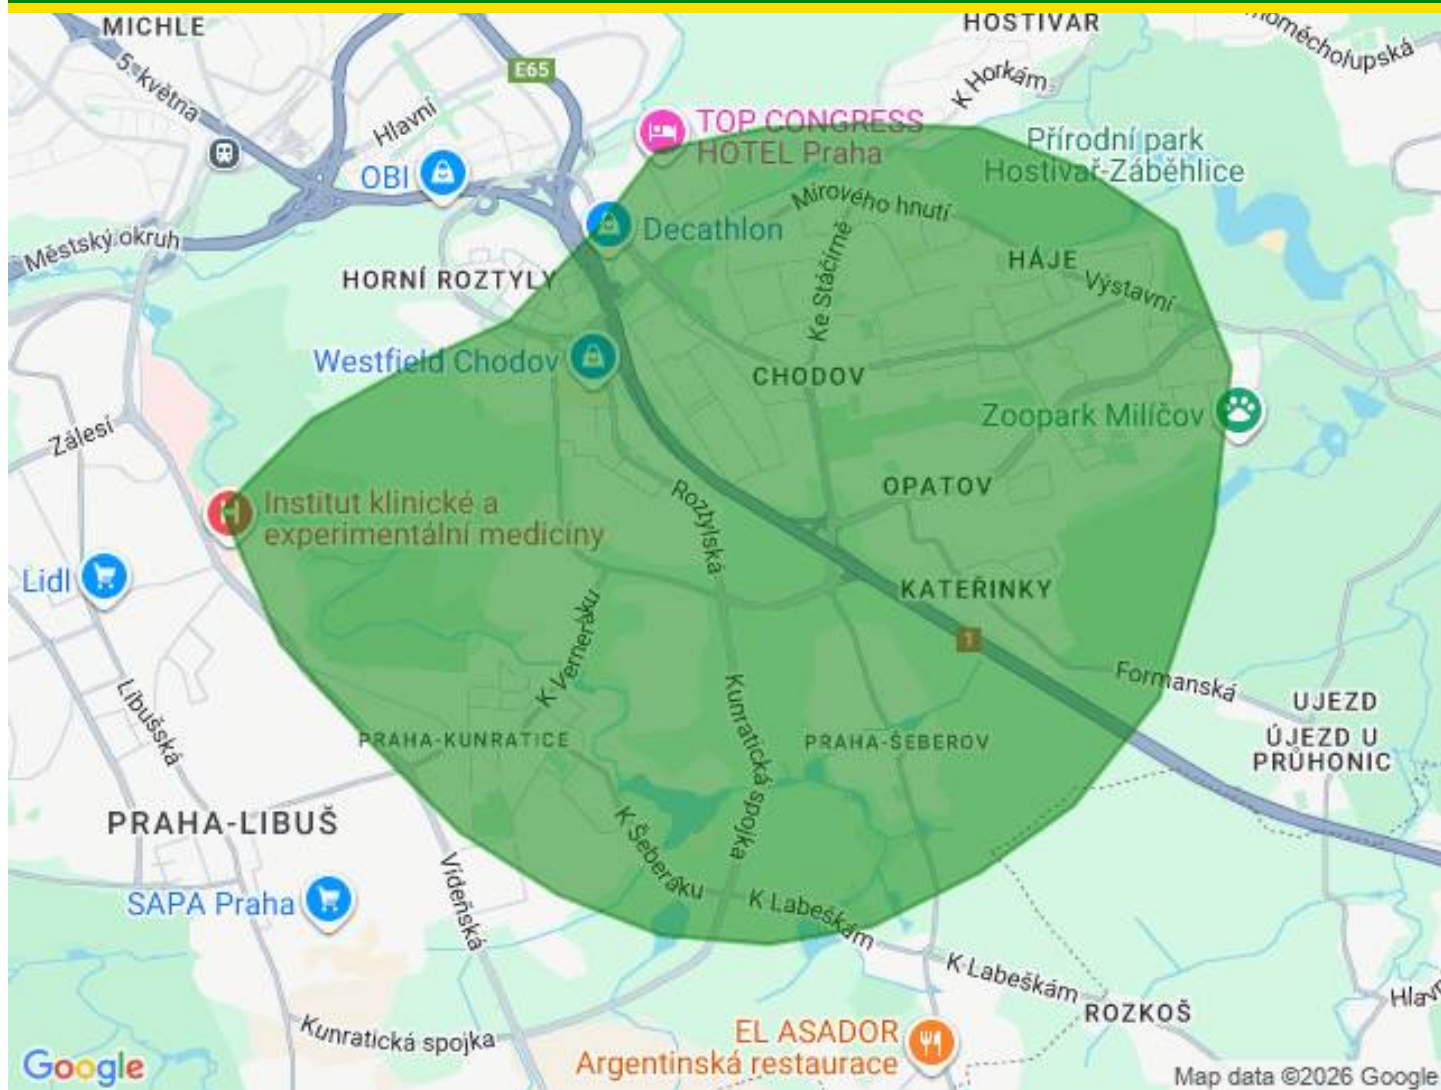 MICHLE
HOSTIVAŘ
5. května
E65
K Horkám
Hlavní
TOP CONGRESS
HOTEL Praha
Přírodní park
Hostivař-Záběhlice
OBI
Mírového hnutí
Decathlon
Městský okruh
HORNÍ ROZTYLY
Ke Stáčírně
HÁJE
Výstavní
Westfield Chodov
CHODOV
Zoopark Milíčov
Zálesí
OPATOV
Institut klinické a
experimentální medicíny
Roztylská
Lidl
KATEŘINKY
K Verneráku
1
Formanská
Libušská
Kunratická spojka
UJEZD
PRAHA-KUNRATICE
PRAHA-ŠEBEROV
ÚJEZD U
PRŮHONIC
PRAHA-LIBUŠ
K Šeberáku
Vídeňská
SAPA Praha
K Labeškám
K Labeškám
ROZKOŠ
Kunratická spojka
EL ASADOR
Argentinská restaurace
Google
Map data ©2026 Google